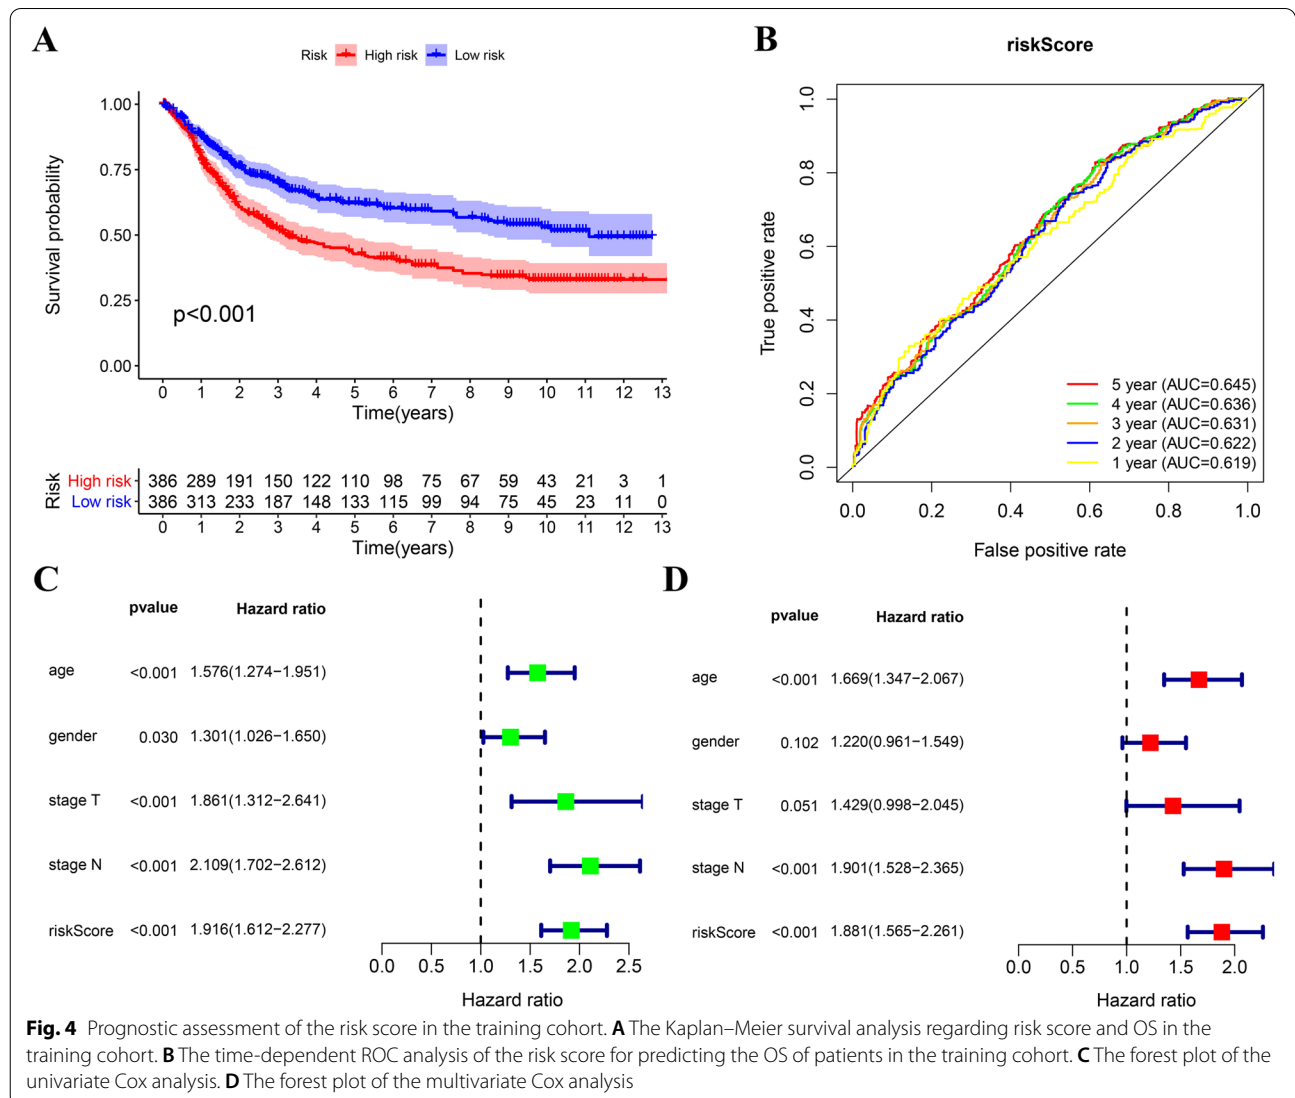 A
Risk High risk Low risk
Survival probability
1.00
0.75
0.50
0.25
0.00
p<0.001
0 1 2 3 4 5 6 7 8 9 10 11 12 13
Time(years)
Risk
High risk 386 289 191 150 122 110 98 75 67 59 43 21 3 1
Low risk 386 313 233 187 148 133 115 99 94 75 45 23 11 0
0 1 2 3 4 5 6 7 8 9 10 11 12 13
Time(years)
B
riskScore
True positive rate
1.0
0.8
0.6
0.4
0.2
0.0
5 year (AUC=0.645)
4 year (AUC=0.636)
3 year (AUC=0.631)
2 year (AUC=0.622)
1 year (AUC=0.619)
0.0 0.2 0.4 0.6 0.8 1.0
False positive rate
C
pvalue Hazard ratio
age <0.001 1.576(1.274−1.951)
gender 0.030 1.301(1.026−1.650)
stage T <0.001 1.861(1.312−2.641)
stage N <0.001 2.109(1.702−2.612)
riskScore <0.001 1.916(1.612−2.277)
0.0 0.5 1.0 1.5 2.0 2.5
Hazard ratio
D
pvalue Hazard ratio
age <0.001 1.669(1.347−2.067)
gender 0.102 1.220(0.961−1.549)
stage T 0.051 1.429(0.998−2.045)
stage N <0.001 1.901(1.528−2.365)
riskScore <0.001 1.881(1.565−2.261)
0.0 0.5 1.0 1.5 2.0
Hazard ratio
Fig. 4 Prognostic assessment of the risk score in the training cohort. A The Kaplan–Meier survival analysis regarding risk score and OS in the
training cohort. B The time-dependent ROC analysis of the risk score for predicting the OS of patients in the training cohort. C The forest plot of the
univariate Cox analysis. D The forest plot of the multivariate Cox analysis